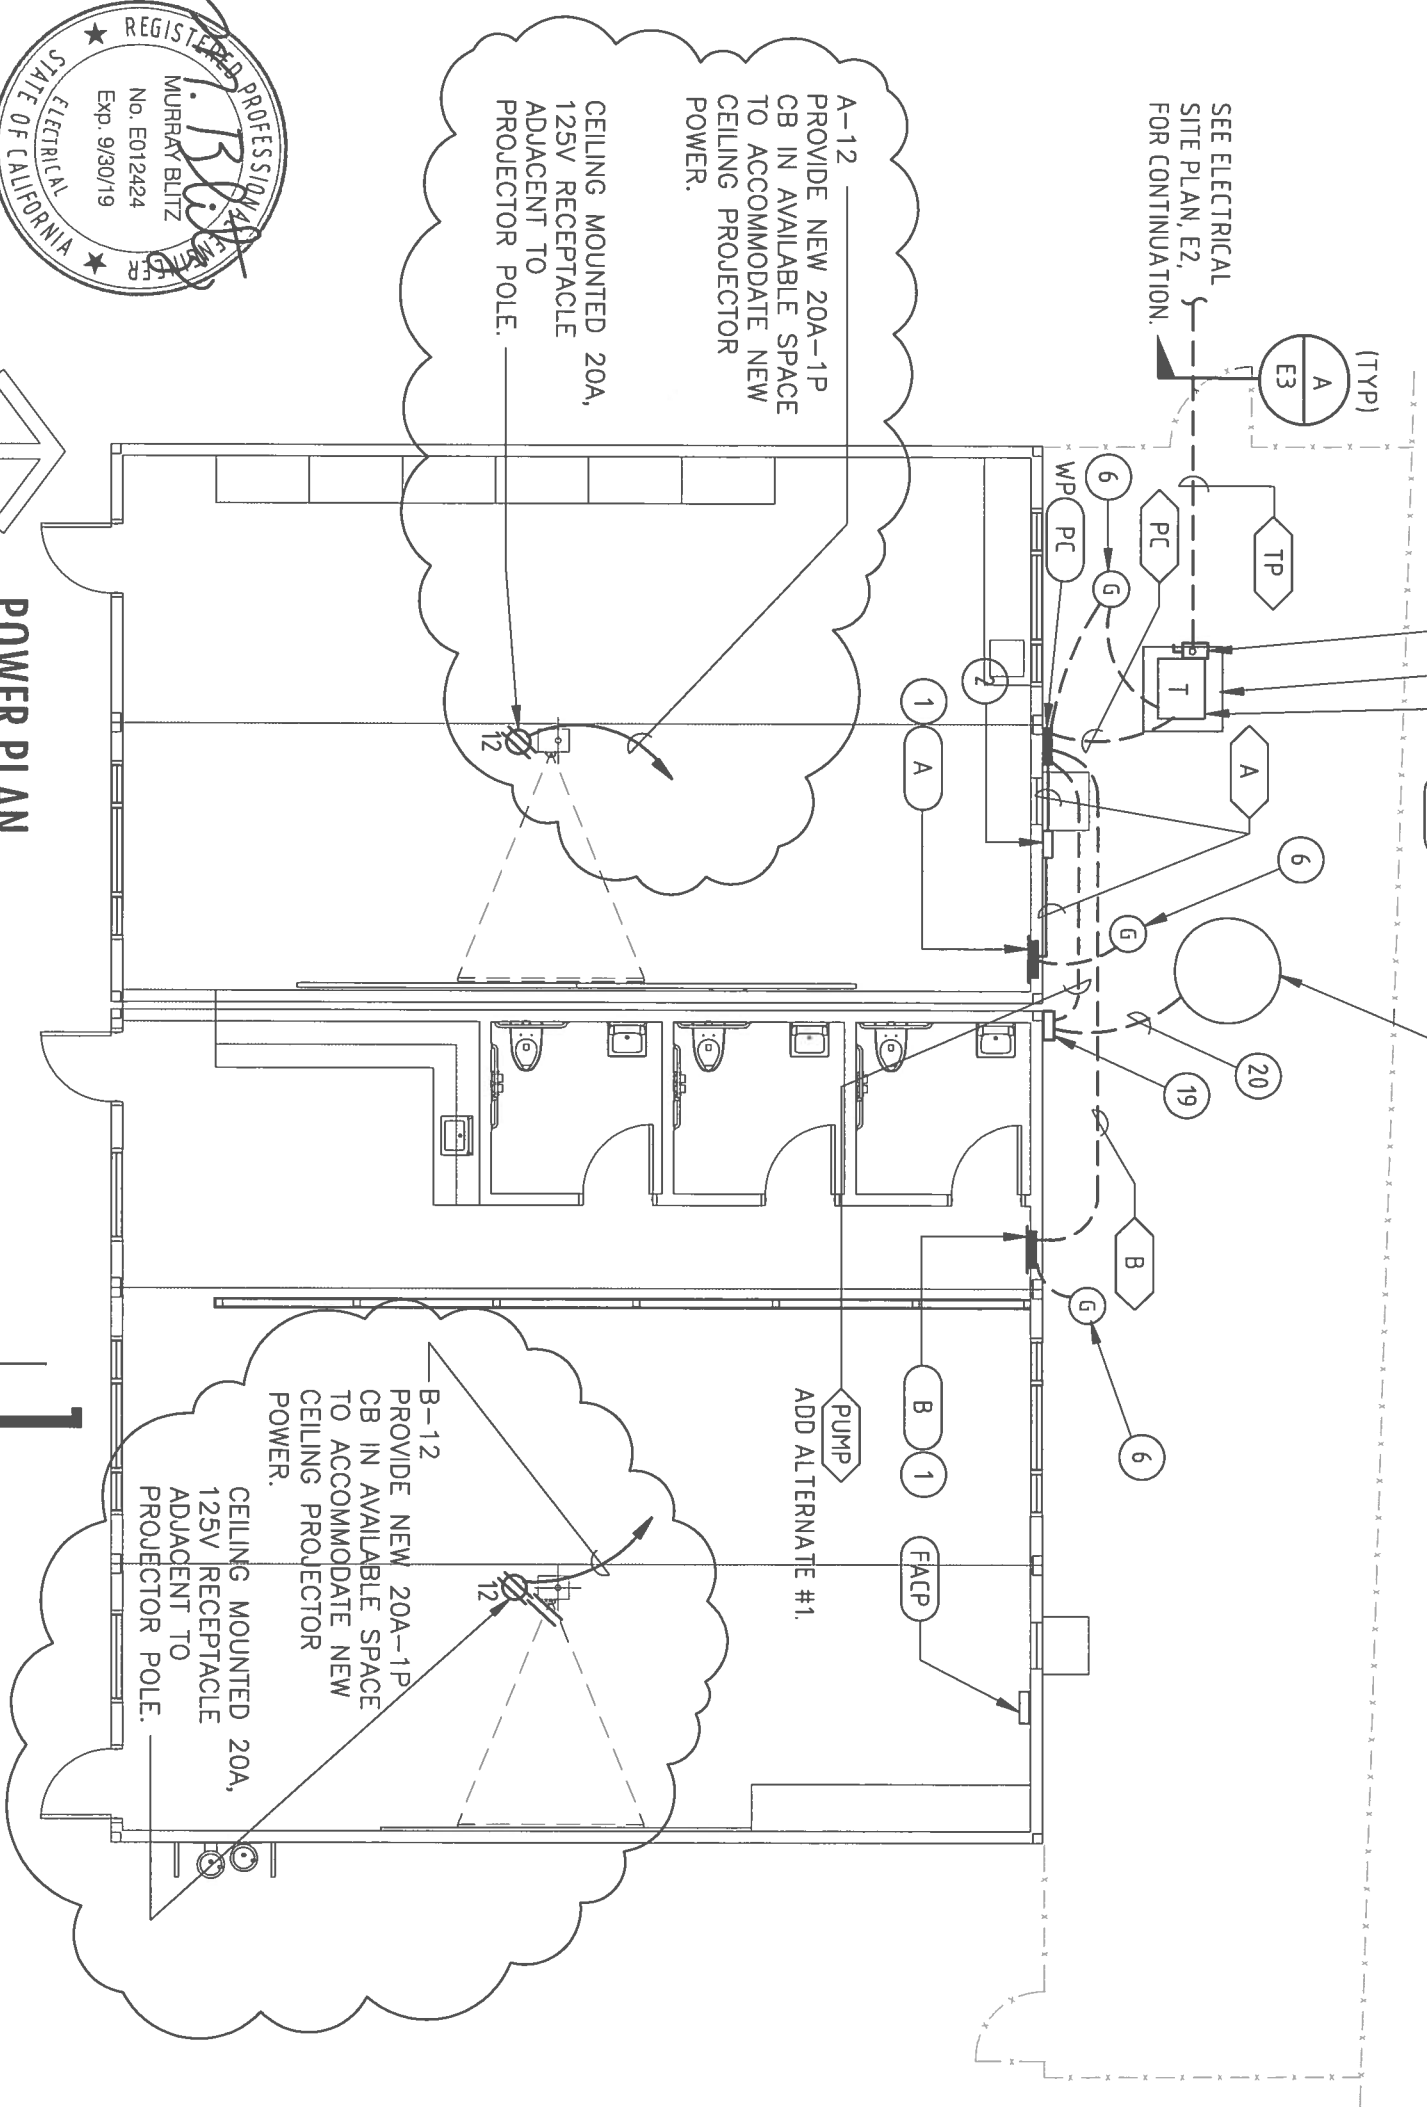 SEE ELECTRICAL
SITE PLAN, E2,
FOR CONTINUATION.
(TYP)
A
E3
TP
PC
6
G
WP
PC
T
A
2
1
A
6
G
20
19
B
G
6
B
1
PUMP
ADD ALTERNATE #1.
FACP
A-12
PROVIDE NEW 20A-1P
CB IN AVAILABLE SPACE
TO ACCOMMODATE NEW
CEILING PROJECTOR
POWER.
CEILING MOUNTED 20A,
125V RECEPTACLE
ADJACENT TO
PROJECTOR POLE.
12
B-12
PROVIDE NEW 20A-1P
CB IN AVAILABLE SPACE
TO ACCOMMODATE NEW
CEILING PROJECTOR
POWER.
CEILING MOUNTED 20A,
125V RECEPTACLE
ADJACENT TO
PROJECTOR POLE.
12
REGISTERED PROFESSIONAL ENGINEER
MURRAY BLITZ
No. E012424
Exp. 9/30/19
ELECTRICAL
STATE OF CALIFORNIA
POWER PLAN
1